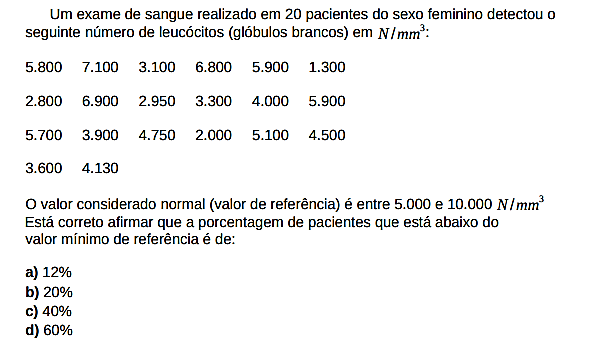 Um exame de sangue realizado em 20 pacientes do sexo feminino detectou o
seguinte número de leucócitos (glóbulos brancos) em N/mm³:
5.800 7.100 3.100 6.800 5.900 1.300
2.800 6.900 2.950 3.300 4.000 5.900
5.700 3.900 4.750 2.000 5.100 4.500
3.600 4.130
O valor considerado normal (valor de referência) é entre 5.000 e 10.000 N/mm³
Está correto afirmar que a porcentagem de pacientes que está abaixo do
valor mínimo de referência é de:
a) 12%
b) 20%
c) 40%
d) 60%